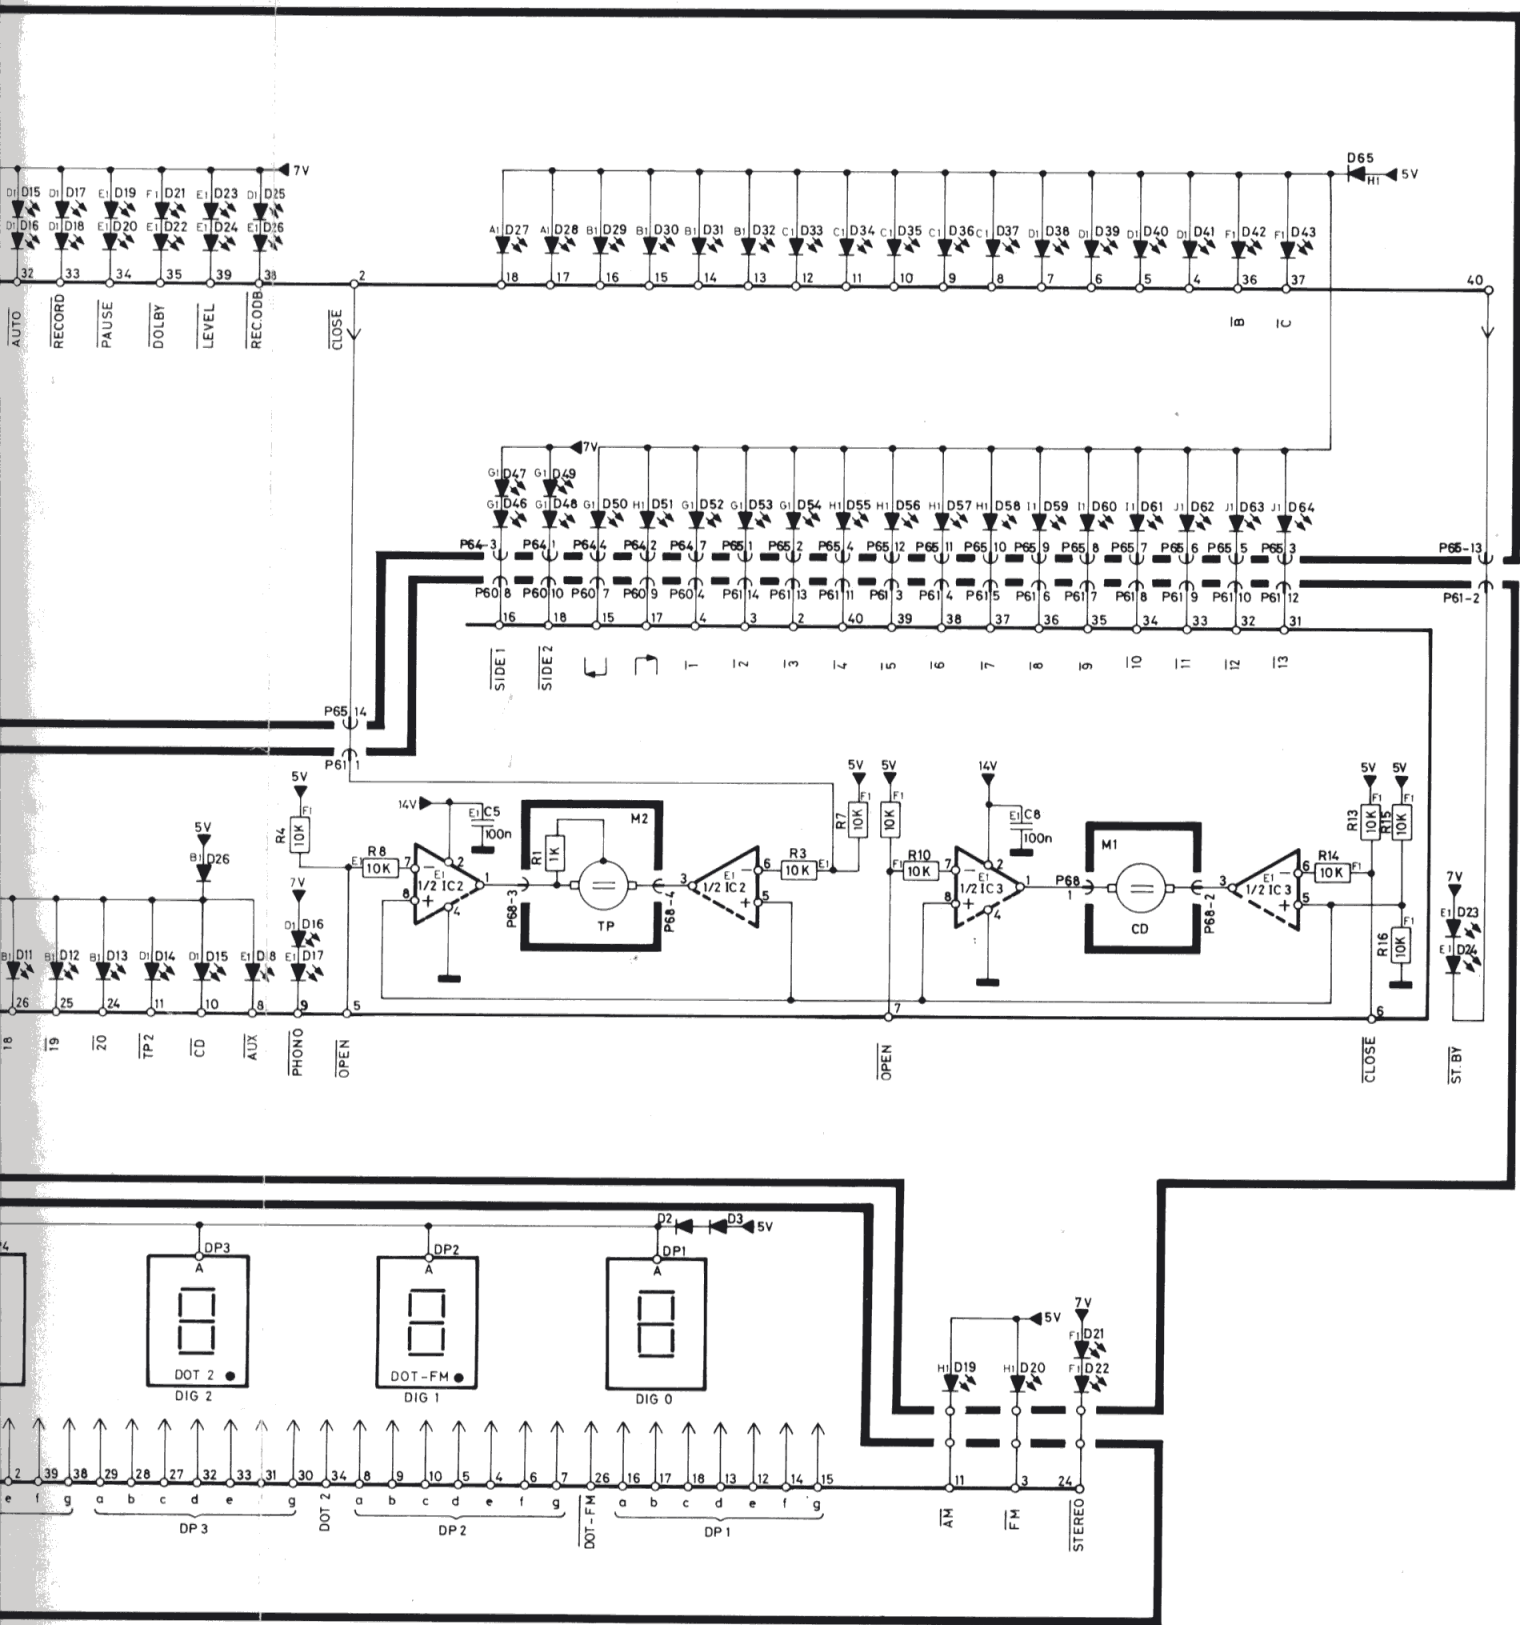 D65
7V
H1 5V
D1 D15 D1 D17 E1 D19 F1 D21 E1 D23 D1 D25
D1 D16 D1 D18 E1 D20 E1 D22 E1 D24 E1 D26
A1 D27 A1 D28 B1 D29 B1 D30 B1 D31 B1 D32 C1 D33 C1 D34 C1 D35 C1 D36 C1 D37 D1 D38 D1 D39 D1 D40 D1 D41 F1 D42 F1 D43
32 33 34 35 39 38 2 18 17 16 15 14 13 12 11 10 9 8 7 6 5 4 36 37 40
AUTO RECORD PAUSE DOLBY LEVEL REC.ODB CLOSE B C
7V
G1 D47 G1 D49
G1 D46 G1 D48 G1 D50 H1 D51 G1 D52 G1 D53 G1 D54 H1 D55 H1 D56 H1 D57 H1 D58 I1 D59 I1 D60 I1 D61 J1 D62 J1 D63 J1 D64
P64-3 P64 1 P64 4 P64 2 P64 7 P65 1 P65 2 P65 4 P65 12 P65 11 P65 10 P65 9 P65 8 P65 7 P65 6 P65 5 P65 3 P65-13
P60 8 P60 10 P60 7 P60 9 P60 4 P61 14 P61 13 P61 11 P61 3 P61 4 P61 5 P61 6 P61 7 P61 8 P61 9 P61 10 P61 12 P61-2
16 18 15 17 4 3 2 40 39 38 37 36 35 34 33 32 31
SIDE 1 SIDE 2 1 2 3 4 5 6 7 8 9 10 11 12 13
P65 14
P61 1
5V 5V 5V 14V 5V 5V
14V
R4 F1 10K
E1 C5 100n
M2
R1 1K
R7 F1 10K
F1 10K
E1 C8 100n
M1
R13 F1 10K
R15 F1 10K
5V
B1 D26
E1 R8 10K
7 2 1 8 4
E1 1/2 IC2
P68-3
TP
P68-4
3 6 5
E1 1/2 IC2
R3 E1 10K
F1 R10 10K
7 2 1 8 4
E1 1/2 IC3
P68 1
CD
P68-2
3 6 5
E1 1/2 IC3
R14 F1 10K
R16 F1 10K
7V
D1 D16
7V
E1 D23
E1 D24
B1 D11 B1 D12 B1 D13 D1 D14 D1 D15 E1 D18 E1 D17
26 25 24 11 10 8 9 5 7 6
18 19 20 TP2 CD AUX PHONO OPEN OPEN CLOSE ST.BY
D2 D3 5V
DP3 DP2 DP1
A A A
DOT 2 DOT-FM
DIG 2 DIG 1 DIG 0
7V
5V
F1 D21
H1 D19 H1 D20 F1 D22
2 39 38 29 28 27 32 33 31 30 34 8 9 10 5 4 6 7 26 16 17 18 13 12 14 15 11 3 24
e f g a b c d e g DOT 2 a b c d e f g DOT-FM a b c d e f g AM FM STEREO
DP3 DP2 DP1